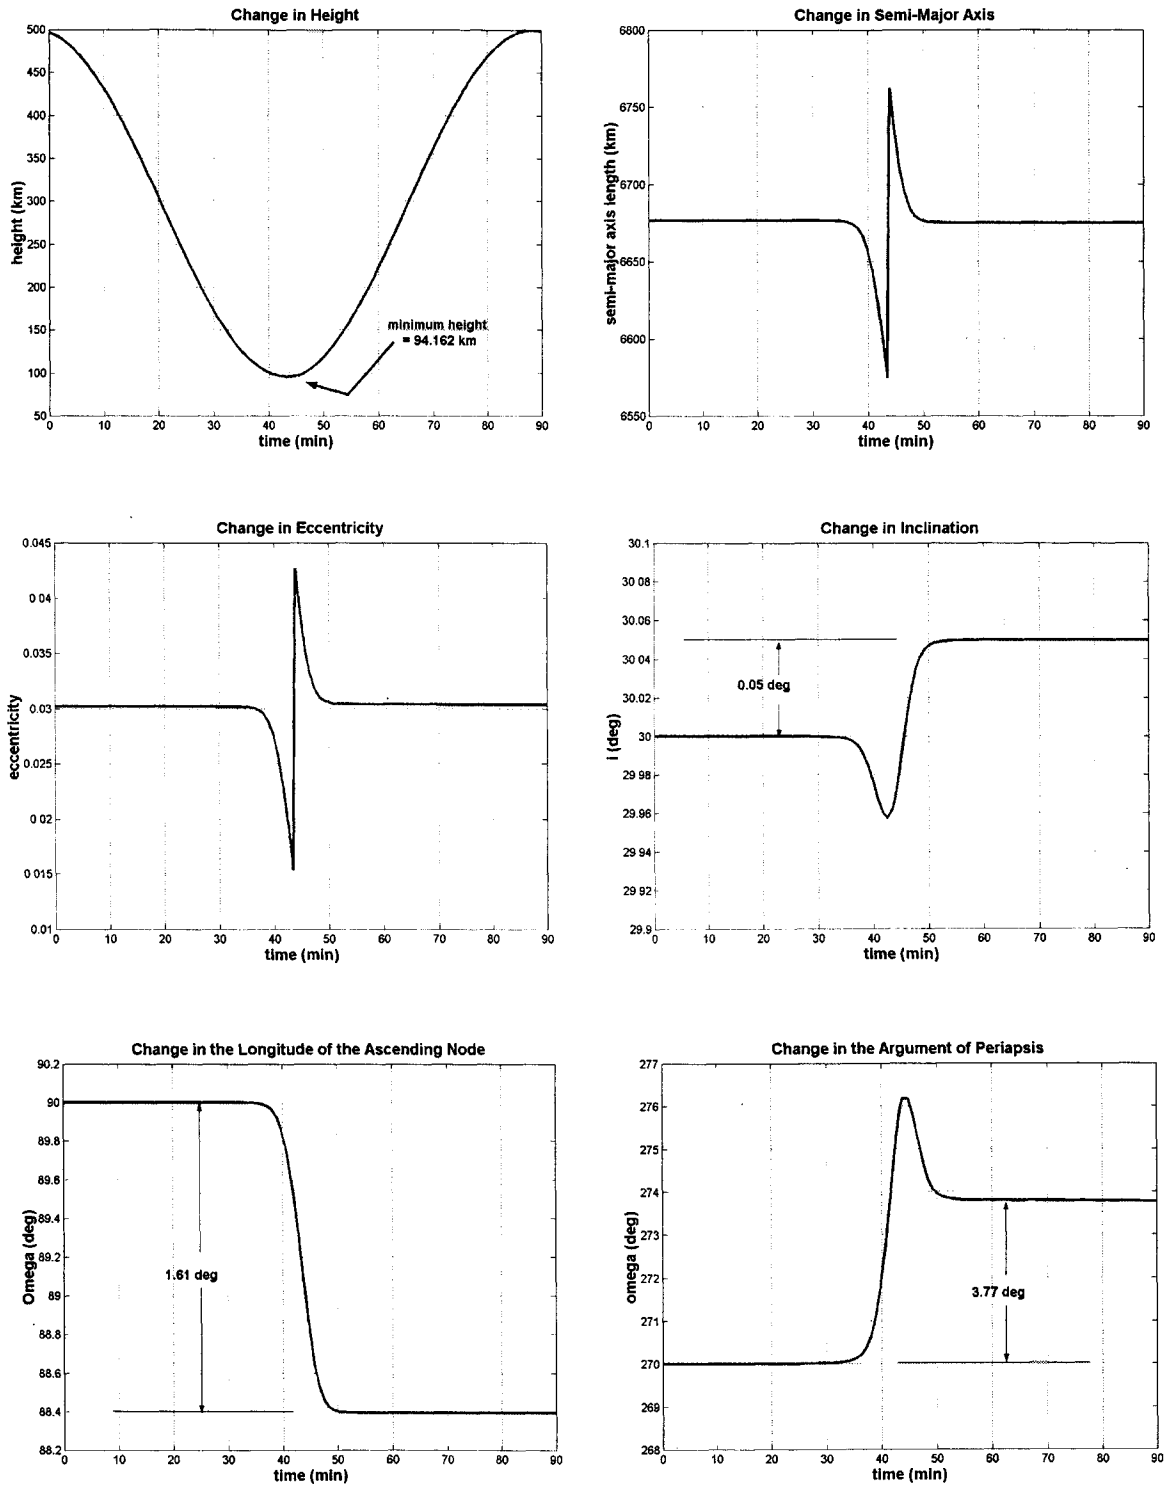 Change in Height
500
450
400
350
300
250
200
150
100
50
height (km)
minimum height
= 94.162 km
0 10 20 30 40 50 60 70 80 90
time (min)
Change in Semi-Major Axis
6800
6750
6700
6650
6600
6550
semi-major axis length (km)
0 10 20 30 40 50 60 70 80 90
time (min)
Change in Eccentricity
0.045
0 04
0.035
0.03
0.025
0 02
0.015
0.01
eccentricity
0 10 20 30 40 50 60 70 80 90
time (min)
Change in Inclination
30.1
30 08
30.06
30 04
30 02
30
29.98
29.96
29 94
29 92
29.9
i (deg)
0.05 deg
0 10 20 30 40 50 60 70 80 90
time (min)
Change in the Longitude of the Ascending Node
90.2
90
89.8
89.6
89.4
89.2
89
88.8
88.6
88.4
88.2
Omega (deg)
1.61 deg
0 10 20 30 40 50 60 70 80 90
time (min)
Change in the Argument of Periapsis
277
276
275
274
273
272
271
270
269
268
omega (deg)
3.77 deg
0 10 20 30 40 50 60 70 80 90
time (min)